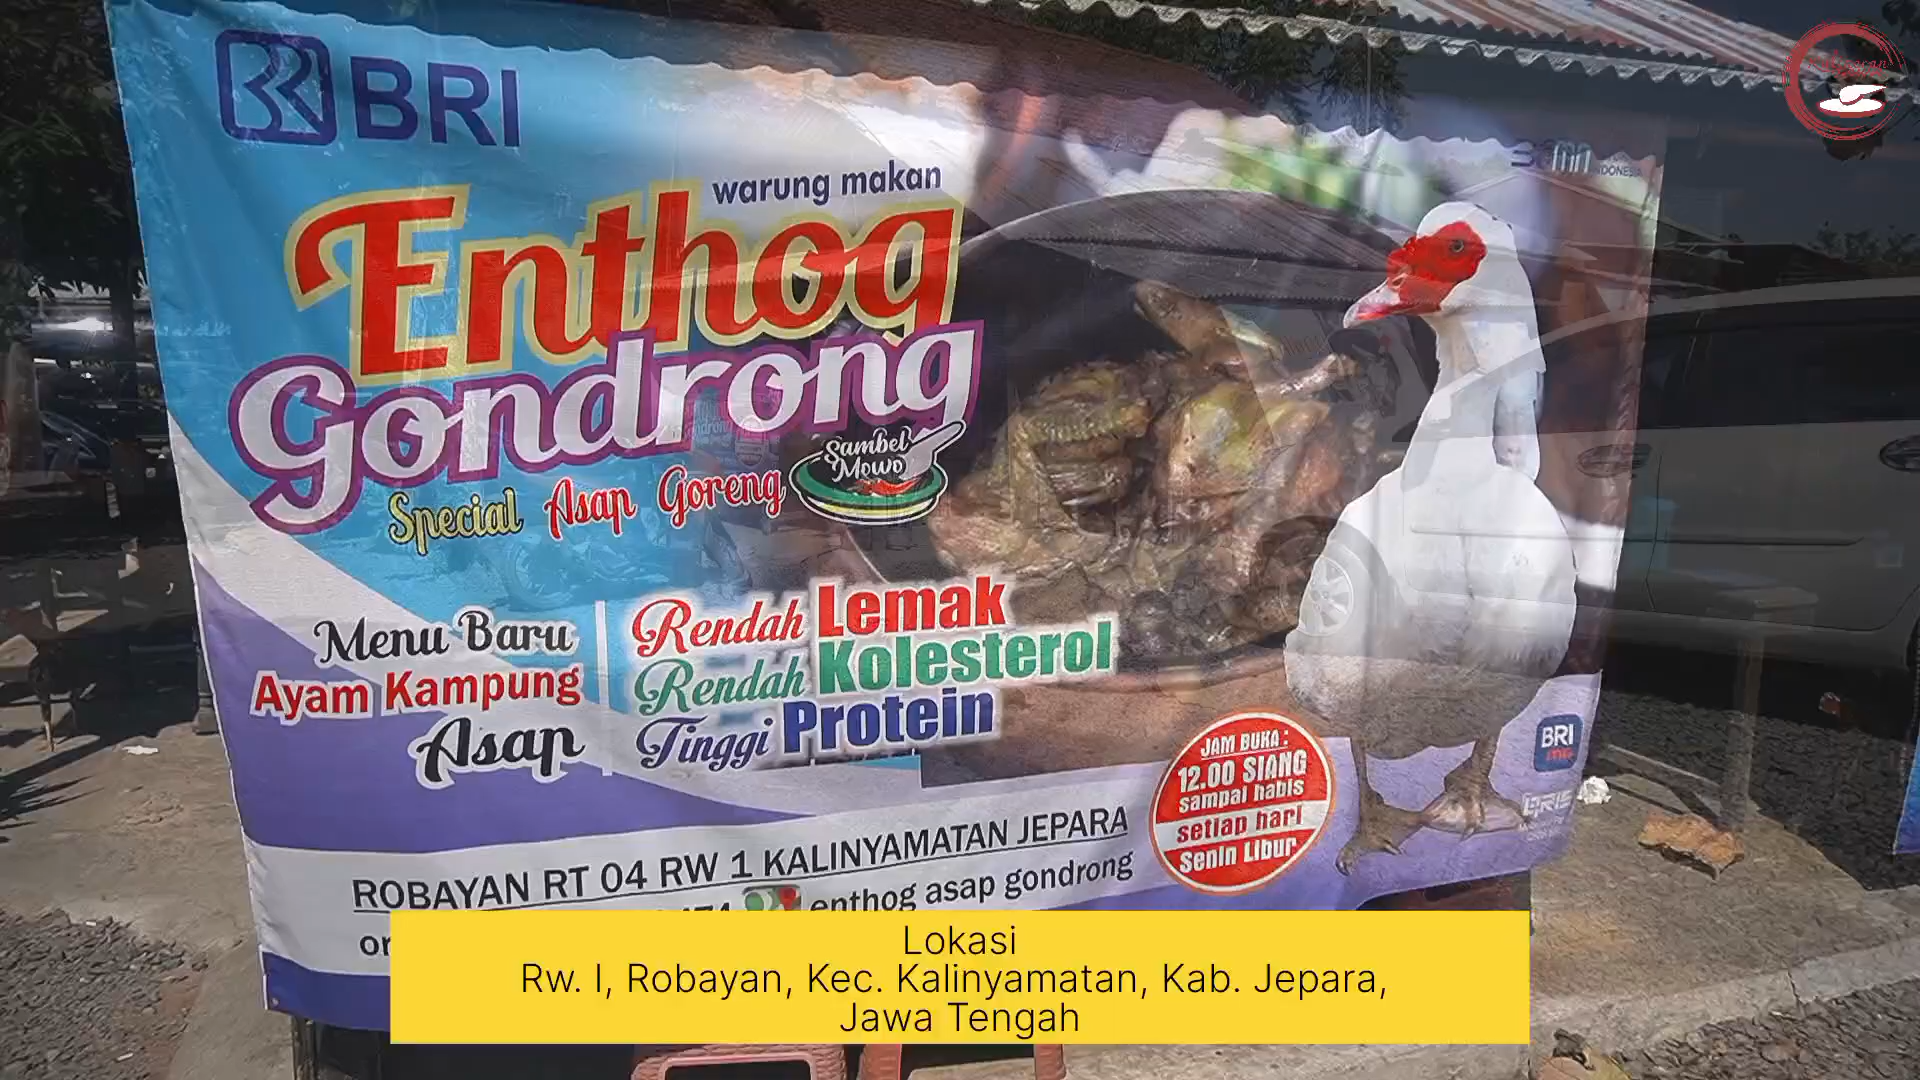 BRI
warung makan
Enthog
Gondrong
Special Asap Goreng
Sambel
Mowo
Menu Baru
Ayam Kampung
Asap
Rendah Lemak
Rendah Kolesterol
Tinggi Protein
JAM BUKA :
12.00 SIANG
sampai habis
setiap hari
Senin Libur
BRI
ROBAYAN RT 04 RW 1 KALINYAMATAN JEPARA
enthog asap gondrong
Lokasi
Rw. I, Robayan, Kec. Kalinyamatan, Kab. Jepara,
Jawa Tengah